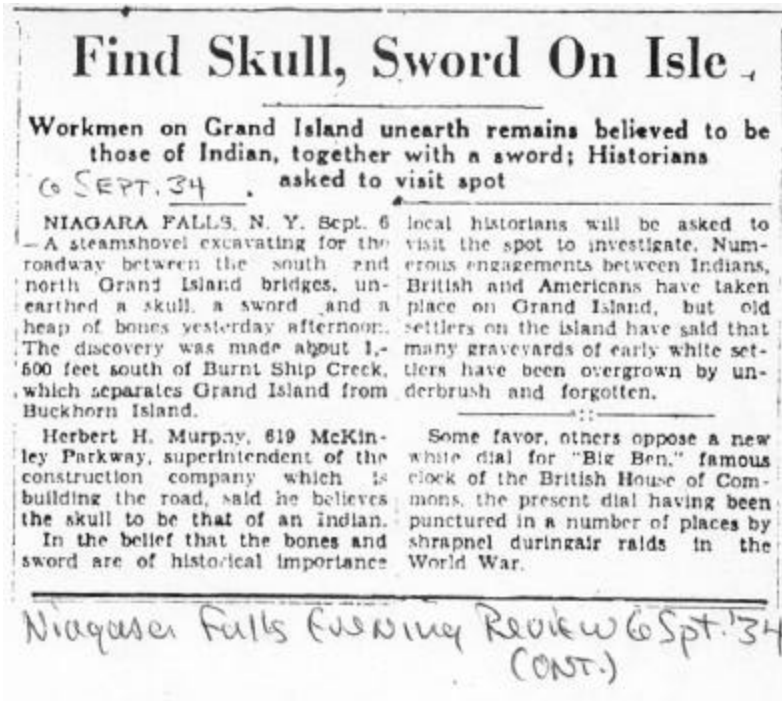 Find Skull, Sword On Isle
Workmen on Grand Island unearth remains believed to be
those of Indian, together with a sword; Historians
asked to visit spot
6 SEPT. 34
NIAGARA FALLS, N. Y. Sept. 6
— A steamshovel excavating for the
roadway between the south and
north Grand Island bridges, un-
earthed a skull, a sword and a
heap of bones yesterday afternoon.
The discovery was made about 1,-
500 feet south of Burnt Ship Creek,
which separates Grand Island from
Buckhorn Island.
Herbert H. Murphy, 619 McKin-
ley Parkway, superintendent of the
construction company which is
building the road, said he believes
the skull to be that of an Indian.
In the belief that the bones and
sword are of historical importance
local historians will be asked to
visit the spot to investigate. Num-
erous engagements between Indians,
British and Americans have taken
place on Grand Island, but old
settlers on the island have said that
many graveyards of early white set-
tlers have been overgrown by un-
derbrush and forgotten.
Some favor, others oppose a new
white dial for "Big Ben," famous
clock of the British House of Com-
mons, the present dial having been
punctured in a number of places by
shrapnel duringair raids in the
World War.
Niagara Falls Evening Review 6 Spt. '34
(ONT.)